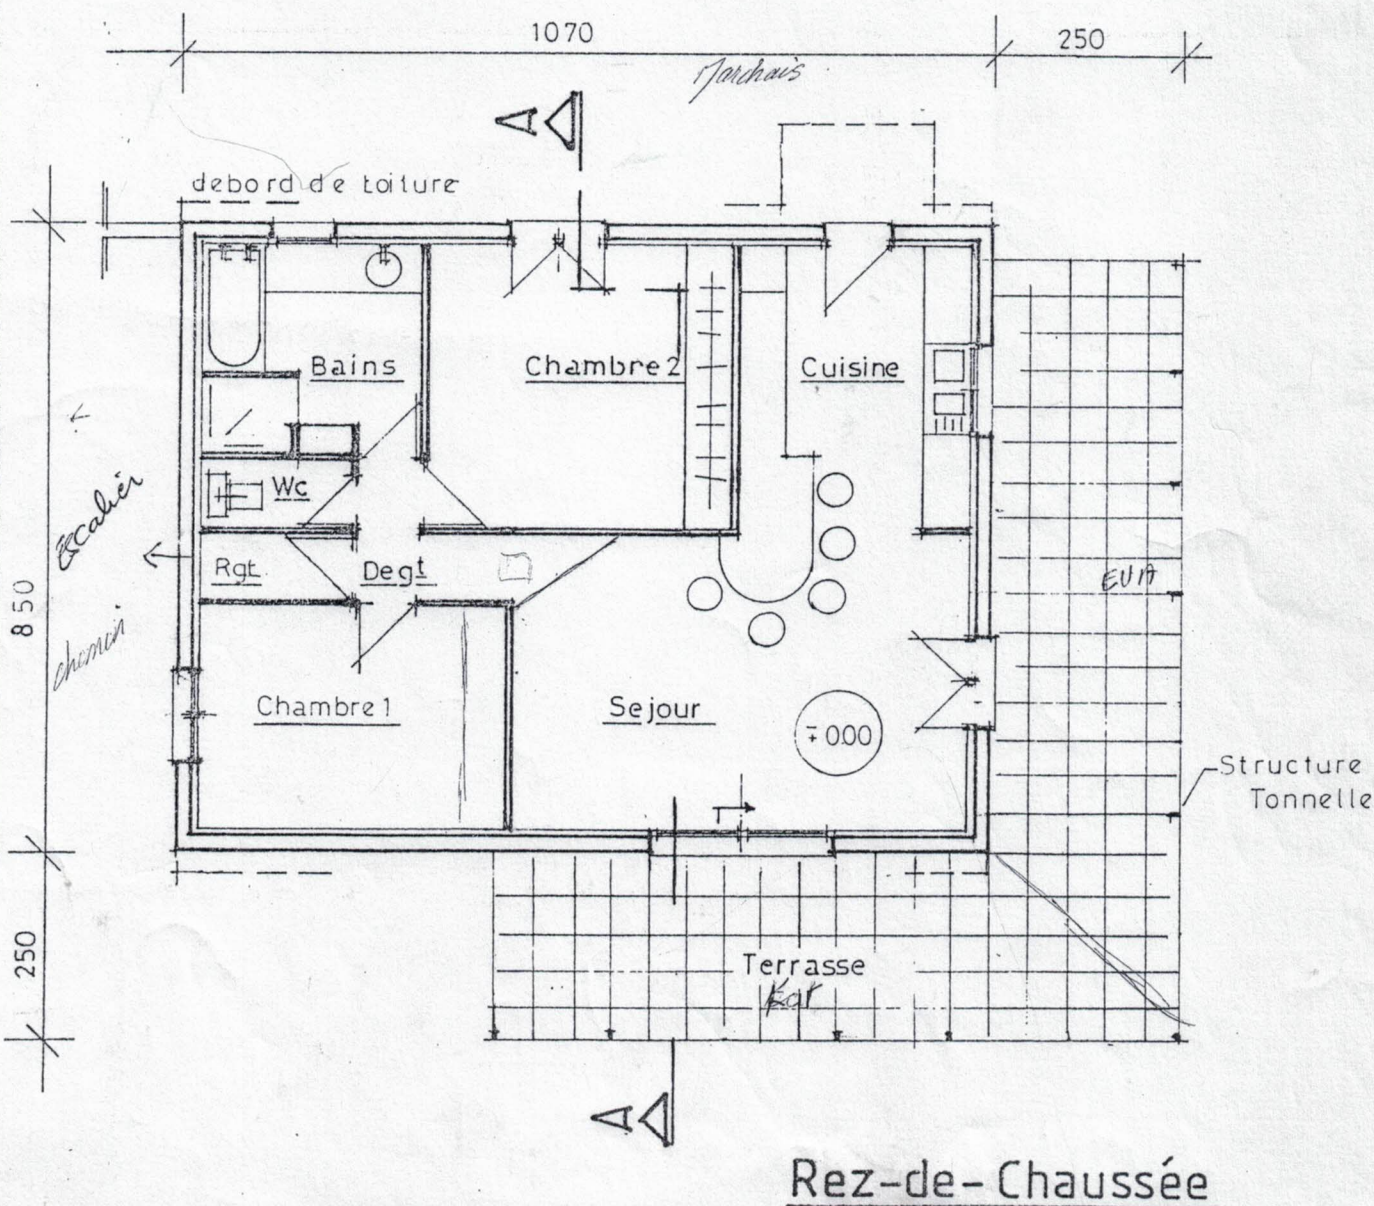 1070
250
Marchais
A
debord de toiture
Bains
Chambre 2
Cuisine
Wc
escalier
Rgt
Degt
850
chemin
Chambre 1
Sejour
+ 0.00
Structure
Tonnelle
250
Terrasse
A
Rez-de-Chaussée